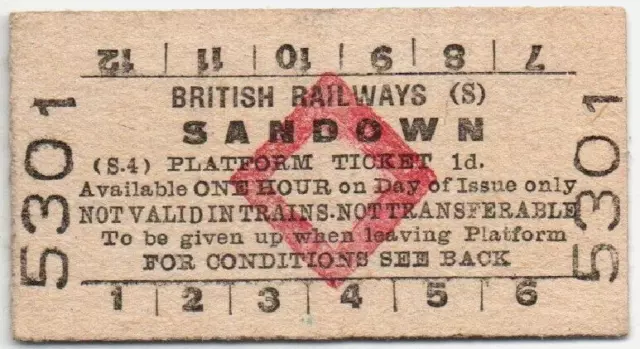 12 11 10 9 8 7
BRITISH RAILWAYS (S)
SANDOWN
(S.4) PLATFORM TICKET 1d.
Available ONE HOUR on Day of Issue only
NOT VALID IN TRAINS. NOT TRANSFERABLE
To be given up when leaving Platform
FOR CONDITIONS SEE BACK
1 2 3 4 5 6
5301
5301